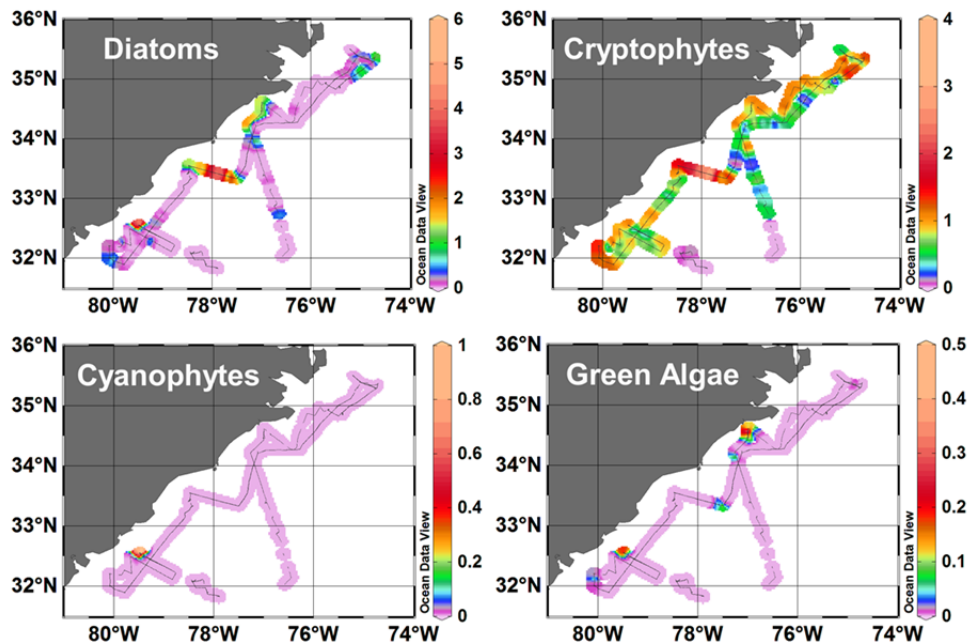 Diatoms
36°N
35°N
34°N
33°N
32°N
80°W 78°W 76°W 74°W
6
5
4
3
2
1
0
Ocean Data View
Cryptophytes
36°N
35°N
34°N
33°N
32°N
80°W 78°W 76°W 74°W
4
3
2
1
0
Ocean Data View
Cyanophytes
36°N
35°N
34°N
33°N
32°N
80°W 78°W 76°W 74°W
1
0.8
0.6
0.4
0.2
0
Ocean Data View
Green Algae
36°N
35°N
34°N
33°N
32°N
80°W 78°W 76°W 74°W
0.5
0.4
0.3
0.2
0.1
0
Ocean Data View